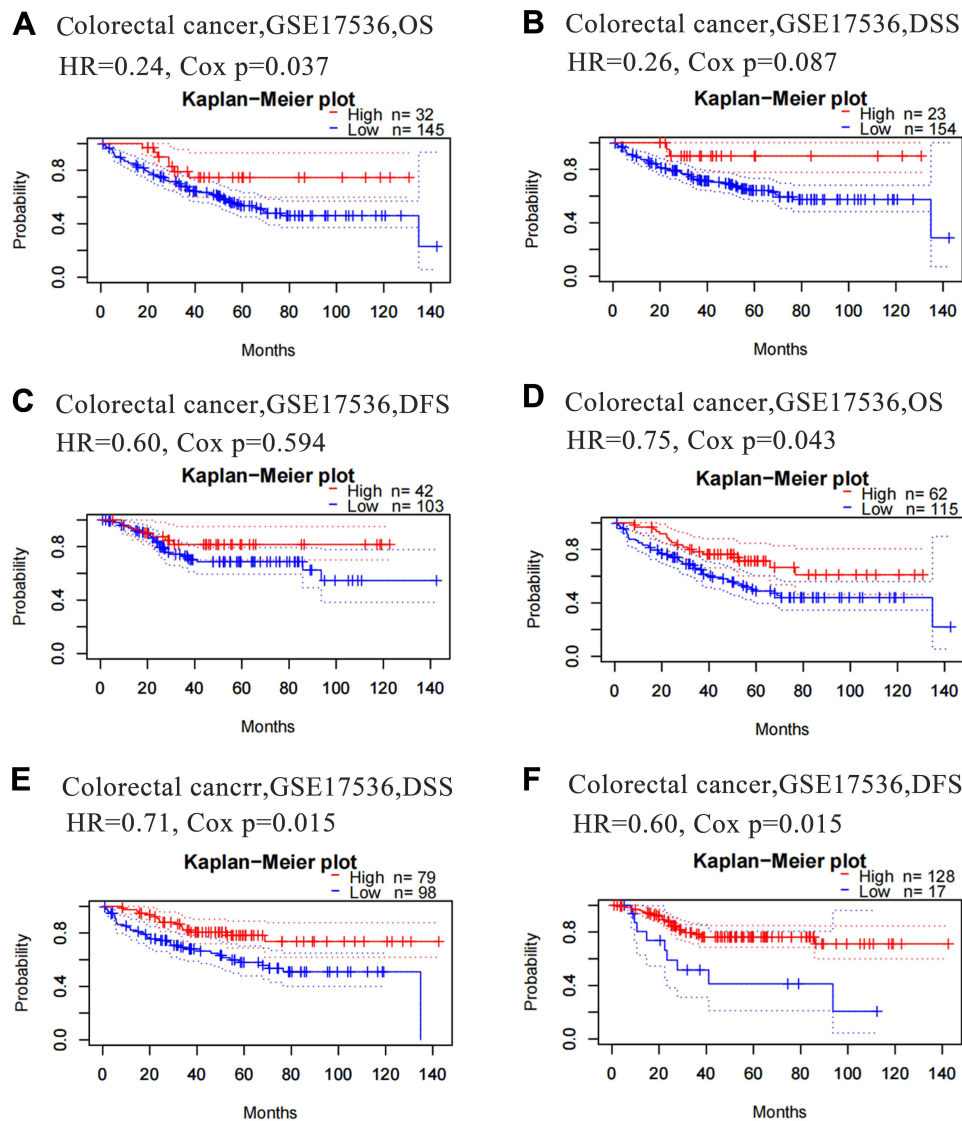 A Colorectal cancer,GSE17536,OS
HR=0.24, Cox p=0.037
Kaplan−Meier plot
High n= 32
Low n= 145
Probability
0.8
0.4
0.0
0 20 40 60 80 100 120 140
Months
B Colorectal cancer,GSE17536,DSS
HR=0.26, Cox p=0.087
Kaplan−Meier plot
High n= 23
Low n= 154
Probability
0.8
0.4
0.0
0 20 40 60 80 100 120 140
Months
C Colorectal cancer,GSE17536,DFS
HR=0.60, Cox p=0.594
Kaplan−Meier plot
High n= 42
Low n= 103
Probability
0.8
0.4
0.0
0 20 40 60 80 100 120 140
Months
D Colorectal cancer,GSE17536,OS
HR=0.75, Cox p=0.043
Kaplan−Meier plot
High n= 62
Low n= 115
Probability
0.8
0.4
0.0
0 20 40 60 80 100 120 140
Months
E Colorectal cancrr,GSE17536,DSS
HR=0.71, Cox p=0.015
Kaplan−Meier plot
High n= 79
Low n= 98
Probability
0.8
0.4
0.0
0 20 40 60 80 100 120 140
Months
F Colorectal cancer,GSE17536,DFS
HR=0.60, Cox p=0.015
Kaplan−Meier plot
High n= 128
Low n= 17
Probability
0.8
0.4
0.0
0 20 40 60 80 100 120 140
Months